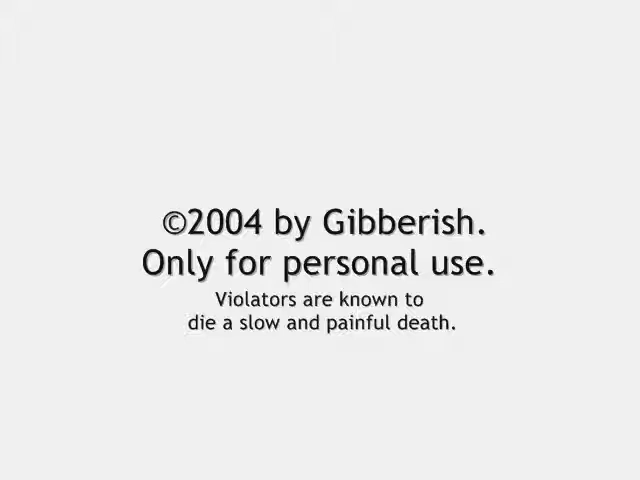 ©2004 by Gibberish.
Only for personal use.
Violators are known to
die a slow and painful death.